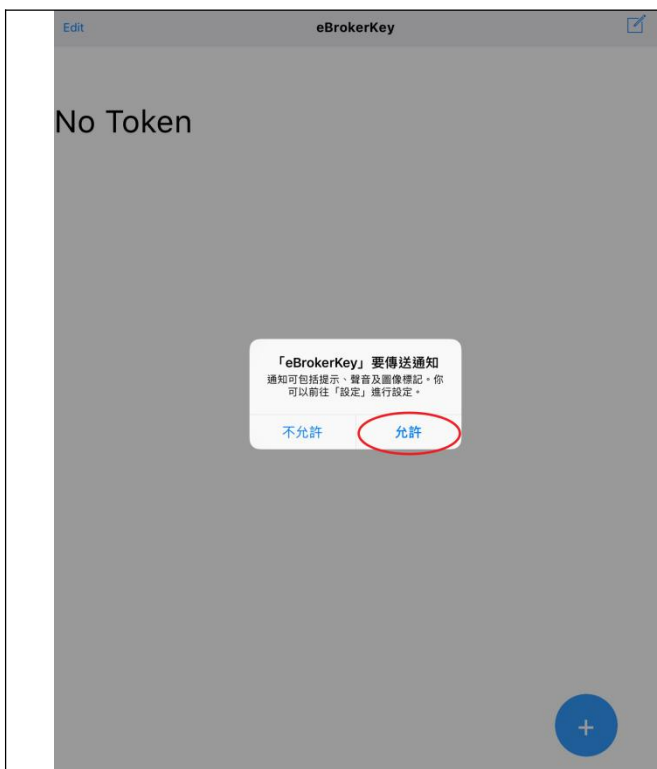 Edit
eBrokerKey
No Token
「eBrokerKey」要傳送通知
通知可包括提示、聲音及圖像標記。你
可以前往「設定」進行設定。
不允許
允許
+